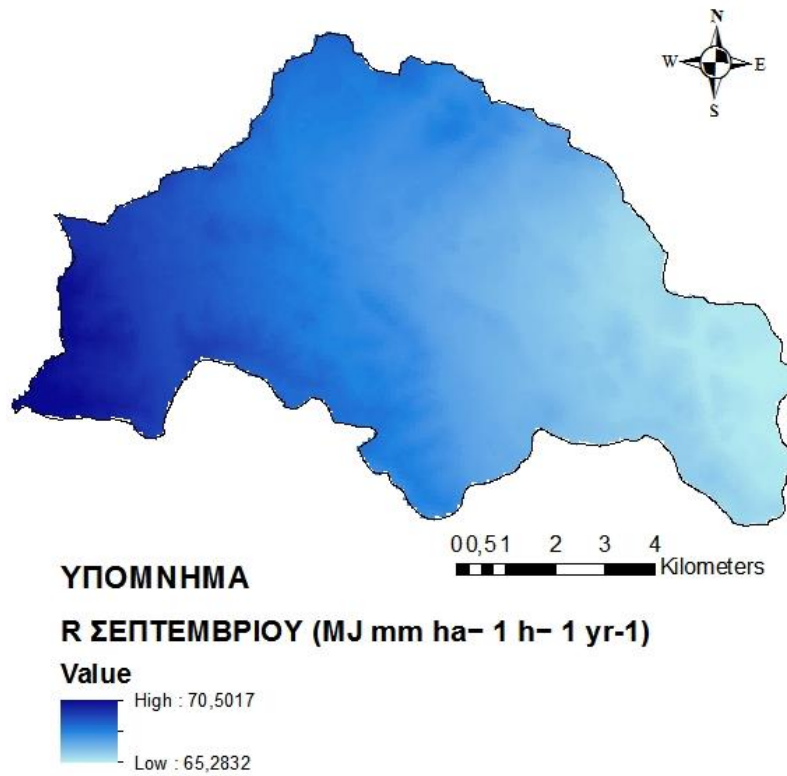 N
W E
S
0 0,5 1 2 3 4
Kilometers
ΥΠΟΜΝΗΜΑ
R ΣΕΠΤΕΜΒΡΙΟΥ (MJ mm ha− 1 h− 1 yr-1)
Value
High : 70,5017
Low : 65,2832